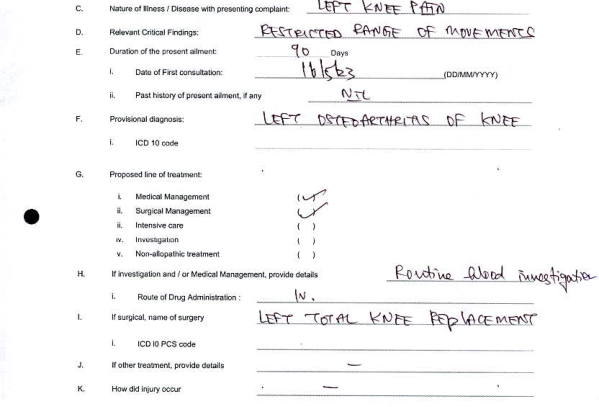 C. Nature of Illness / Disease with presenting complaint: LEFT KNEE PAIN
D. Relevant Critical Findings: RESTRICTED RANGE OF MOVEMENTS
E. Duration of the present ailment: 90 Days
i. Date of First consultation: 16/5/23 (DD/MM/YYYY)
ii. Past history of present ailment, if any NIL
F. Provisional diagnosis: LEFT OSTEOARTHRITIS OF KNEE
i. ICD 10 code
G. Proposed line of treatment:
i. Medical Management (✓)
ii. Surgical Management (✓)
ii. Intensive care ( )
iv. Investigation ( )
v. Non-allopathic treatment ( )
H. If investigation and / or Medical Management, provide details Routine blood investigation
i. Route of Drug Administration : IV.
I. If surgical, name of surgery LEFT TOTAL KNEE REPLACEMENT
i. ICD I0 PCS code
J. If other treatment, provide details —
K. How did injury occur —